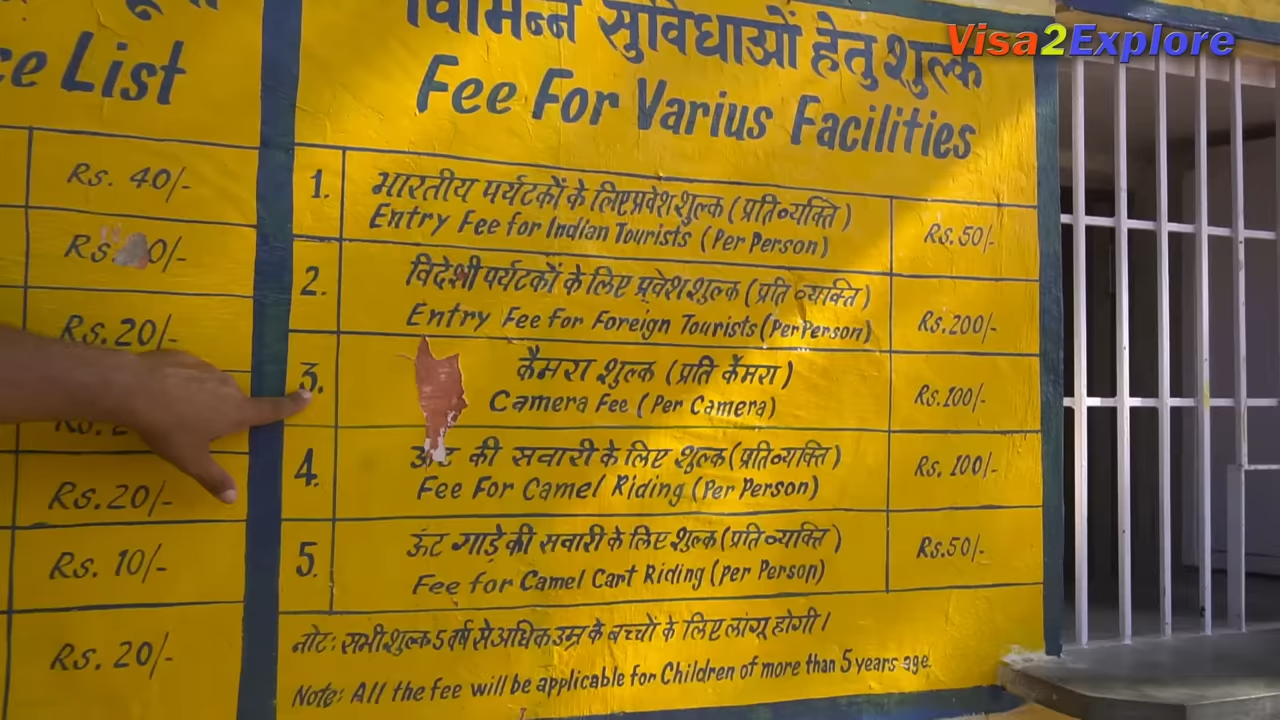 Visa2Explore
ce List
Rs. 40/-
Rs. 0/-
Rs. 20/-
Rs. 20/-
Rs. 10/-
Rs. 20/-
विभिन्न सुविधाओं हेतु शुल्क
Fee For Varius Facilities
1. भारतीय पर्यटकों के लिए प्रवेश शुल्क (प्रति व्यक्ति)
Entry Fee for Indian Tourists (Per Person)
Rs. 50/-
2. विदेशी पर्यटकों के लिए प्रवेश शुल्क (प्रति व्यक्ति)
Entry Fee for Foreign Tourists (Per Person)
Rs. 200/-
3. कैमरा शुल्क (प्रति कैमरा)
Camera Fee (Per Camera)
Rs. 100/-
4. ऊंट की सवारी के लिए शुल्क (प्रति व्यक्ति)
Fee For Camel Riding (Per Person)
Rs. 100/-
5. ऊंट गाड़े की सवारी के लिए शुल्क (प्रति व्यक्ति)
Fee for Camel Cart Riding (Per Person)
Rs. 50/-
नोट: सभी शुल्क 5 वर्ष से अधिक उम्र के बच्चों के लिए लांगू होगी।
Note: All the fee will be applicable for Children of more than 5 years age.